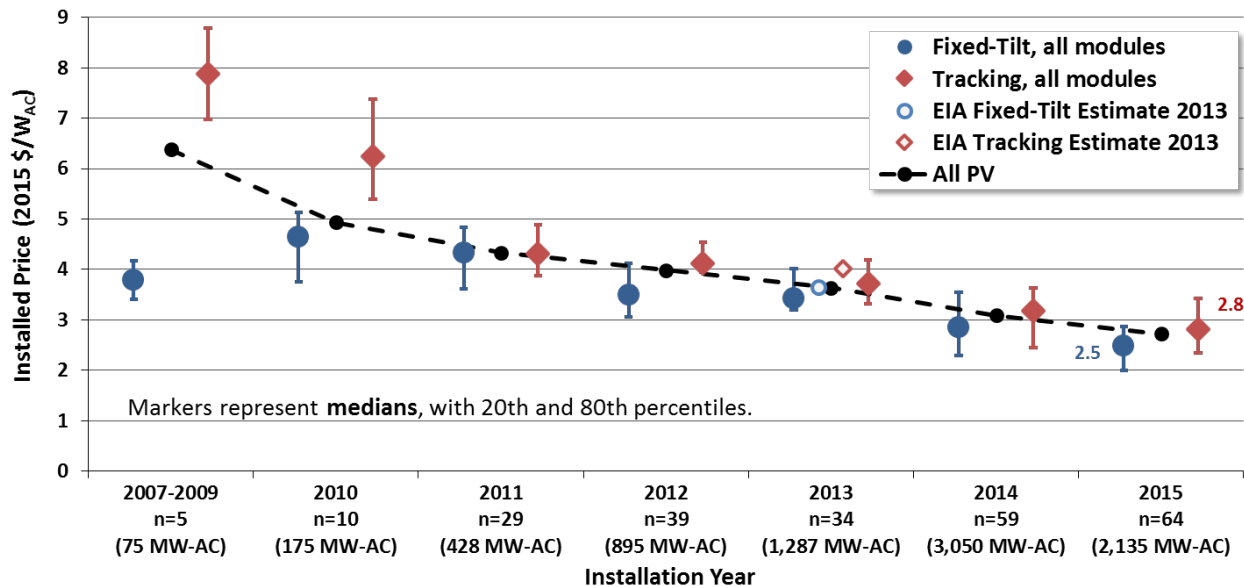 Installed Price (2015 $/W_AC)
9
8
7
6
5
4
3
2
1
0
Fixed-Tilt, all modules
Tracking, all modules
EIA Fixed-Tilt Estimate 2013
EIA Tracking Estimate 2013
All PV
2.5
2.8
Markers represent medians, with 20th and 80th percentiles.
2007-2009
n=5
(75 MW-AC)
2010
n=10
(175 MW-AC)
2011
n=29
(428 MW-AC)
2012
n=39
(895 MW-AC)
2013
n=34
(1,287 MW-AC)
2014
n=59
(3,050 MW-AC)
2015
n=64
(2,135 MW-AC)
Installation Year